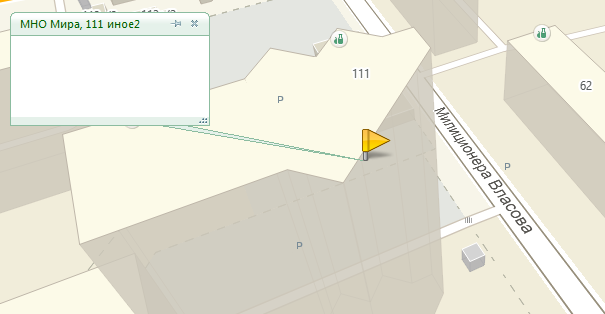 МНО Мира, 111 иное2
111
P
62
P
Милиционера Власова
P